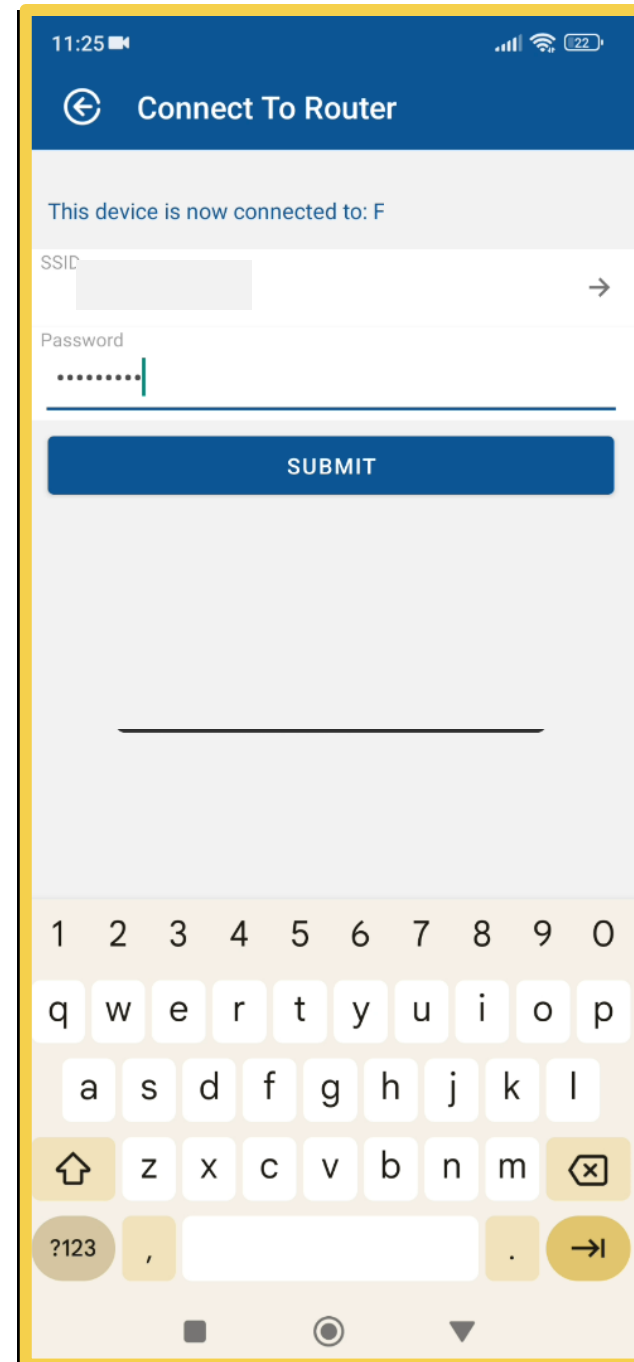 11:25
22
Connect To Router
This device is now connected to: F
SSID
Password
•••••••••
SUBMIT
1 2 3 4 5 6 7 8 9 0
q w e r t y u i o p
a s d f g h j k l
z x c v b n m
?123 , .